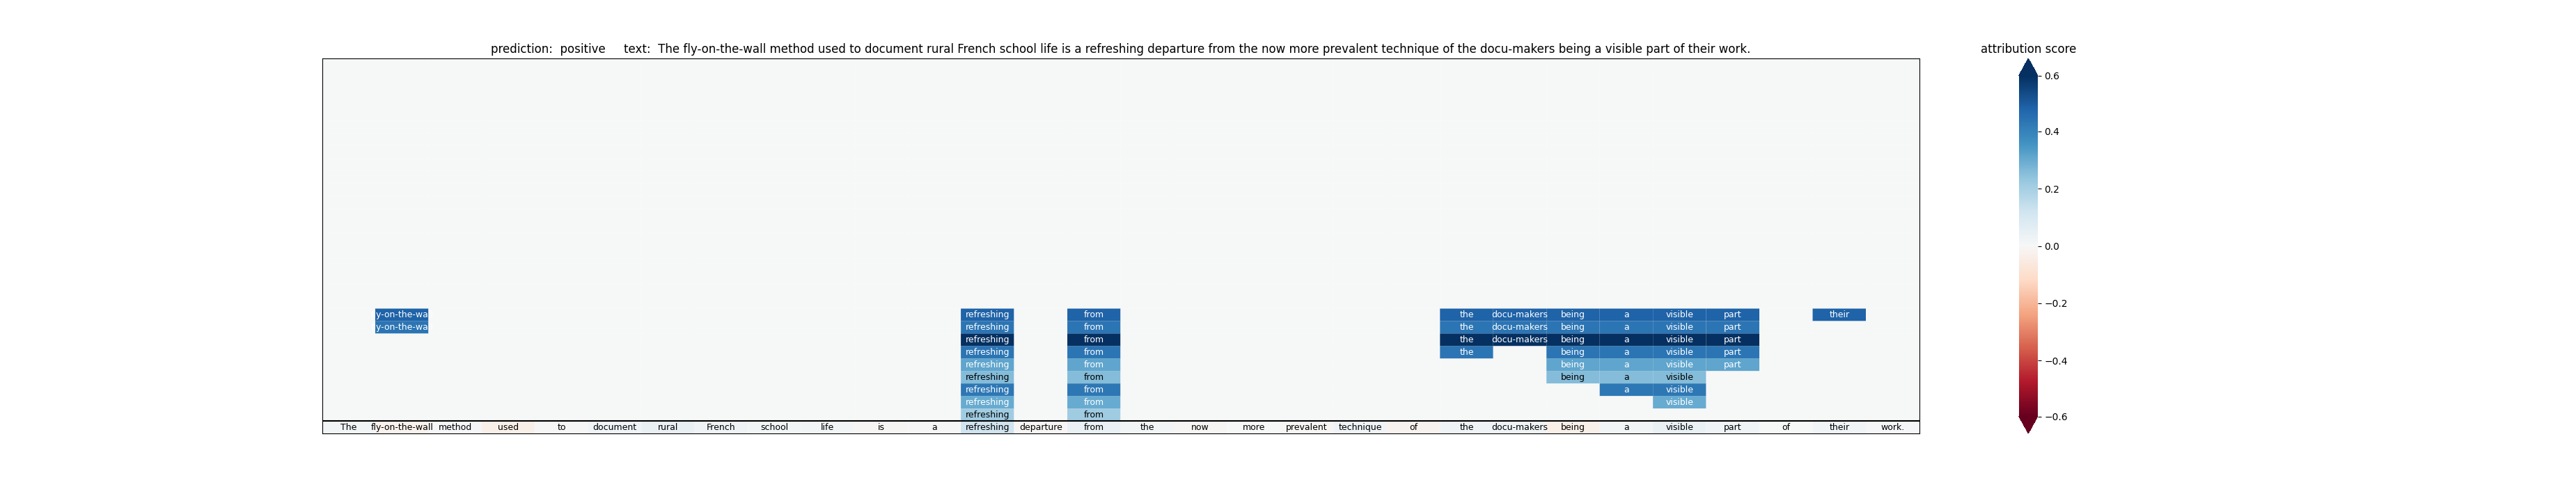 prediction: positive text: The fly-on-the-wall method used to document rural French school life is a refreshing departure from the now more prevalent technique of the docu-makers being a visible part of their work.
attribution score
0.6
0.4
0.2
0.0
−0.2
−0.4
−0.6
y-on-the-wa refreshing from the docu-makers being a visible part their
y-on-the-wa refreshing from the docu-makers being a visible part
refreshing from the docu-makers being a visible part
refreshing from the being a visible part
refreshing from being a visible part
refreshing from being a visible
refreshing from a visible
refreshing from visible
refreshing from
The fly-on-the-wall method used to document rural French school life is a refreshing departure from the now more prevalent technique of the docu-makers being a visible part of their work.